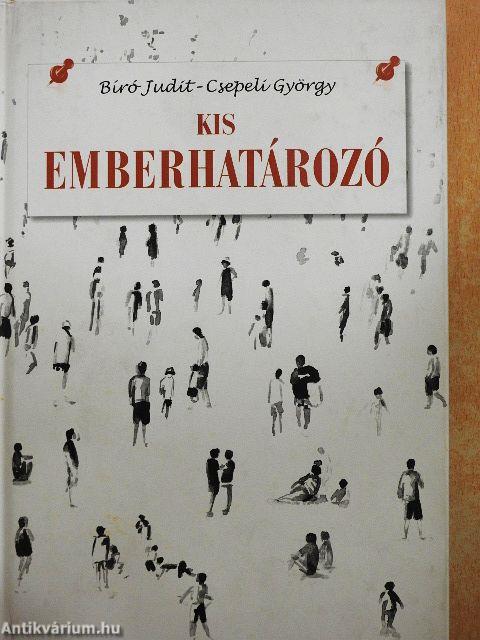 Bíró Judit - Csepeli György
KIS
EMBERHATÁROZÓ
Antikvárium.hu